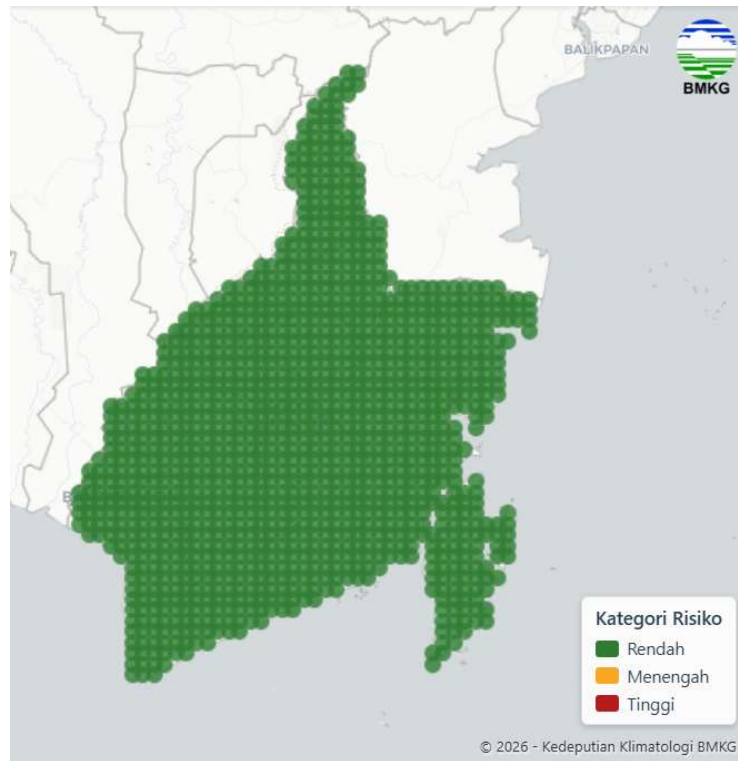 BALIKPAPAN
BMKG
B
Kategori Risiko
Rendah
Menengah
Tinggi
© 2026 - Kedeputian Klimatologi BMKG